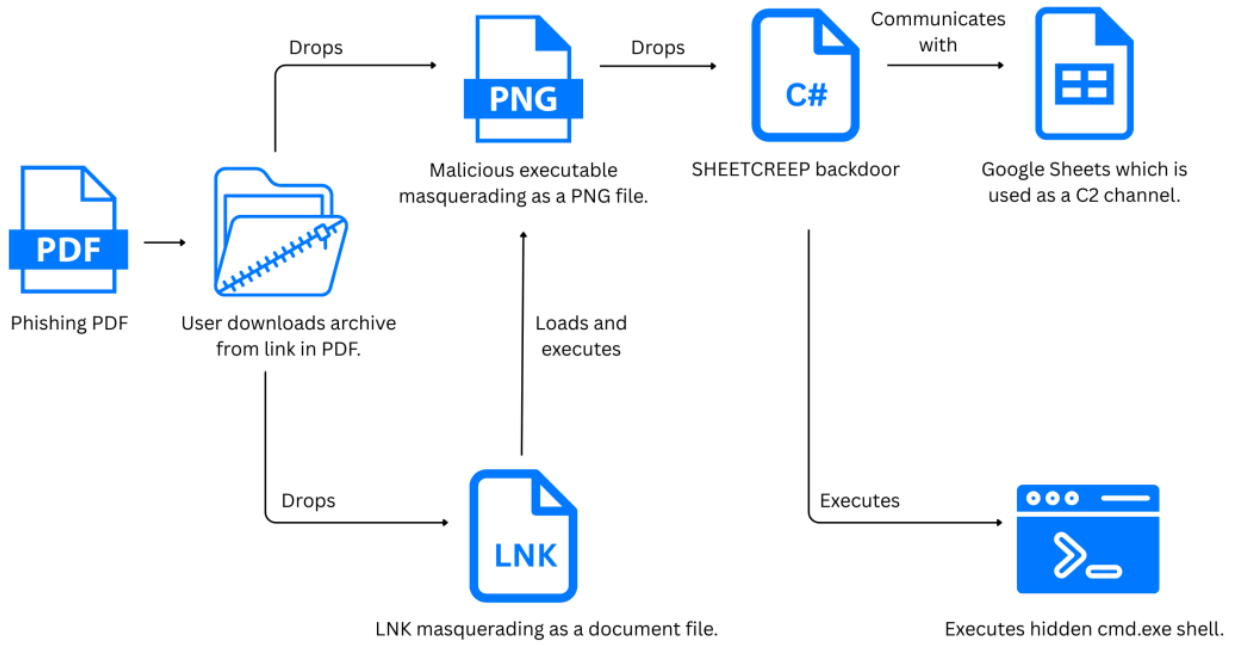 Drops
Drops
Communicates
with
PNG
C#
PDF
Malicious executable
masquerading as a PNG file.
SHEETCREEP backdoor
Google Sheets which is
used as a C2 channel.
Phishing PDF
User downloads archive
from link in PDF.
Loads and
executes
Drops
LNK
Executes
LNK masquerading as a document file.
Executes hidden cmd.exe shell.